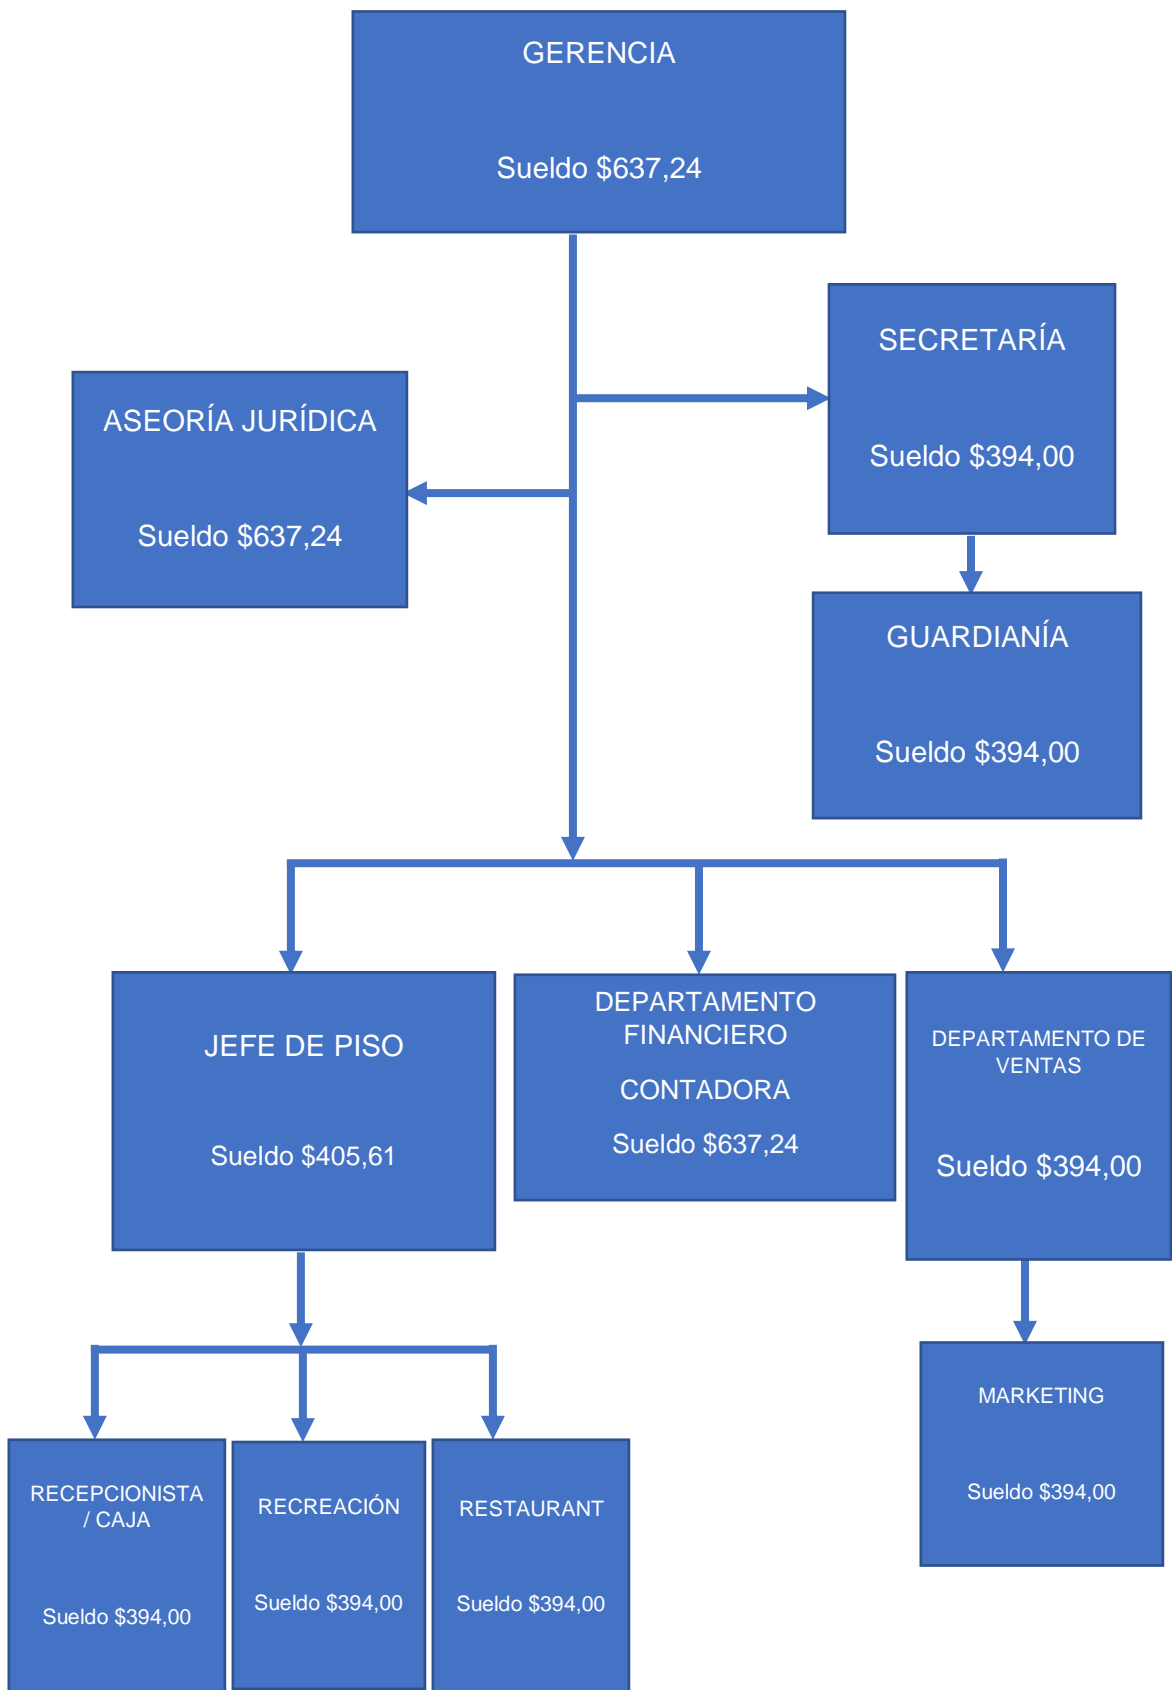 GERENCIA
Sueldo $637,24
SECRETARÍA
Sueldo $394,00
ASEORÍA JURÍDICA
Sueldo $637,24
GUARDIANÍA
Sueldo $394,00
JEFE DE PISO
Sueldo $405,61
DEPARTAMENTO
FINANCIERO
CONTADORA
Sueldo $637,24
DEPARTAMENTO DE
VENTAS
Sueldo $394,00
MARKETING
Sueldo $394,00
RECEPCIONISTA
/ CAJA
Sueldo $394,00
RECREACIÓN
Sueldo $394,00
RESTAURANT
Sueldo $394,00